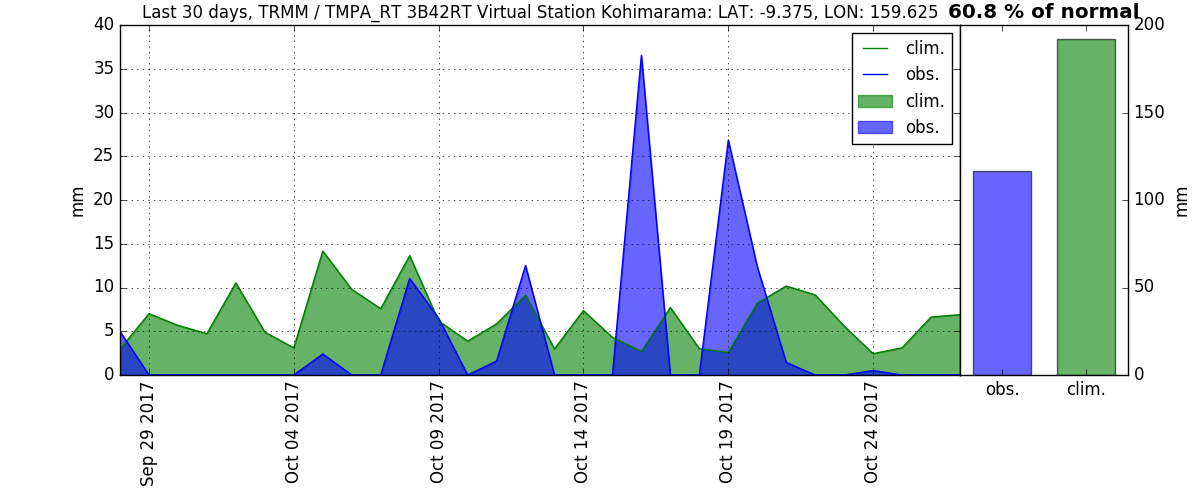 Last 30 days, TRMM / TMPA_RT 3B42RT Virtual Station Kohimarama: LAT: -9.375, LON: 159.625
60.8 % of normal
40
35
30
25
20
15
10
5
0
mm
clim.
obs.
clim.
obs.
Sep 29 2017
Oct 04 2017
Oct 09 2017
Oct 14 2017
Oct 19 2017
Oct 24 2017
200
150
100
50
0
mm
obs.
clim.